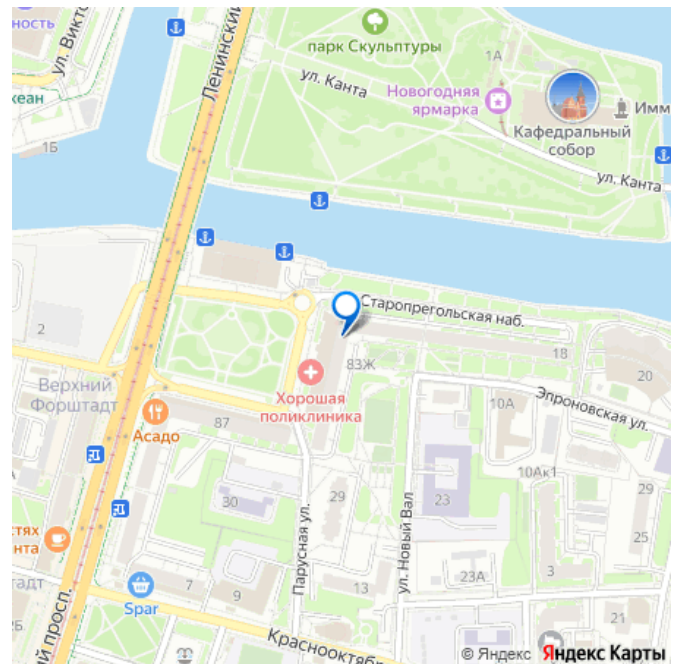 ность
ул. Викто
кеан
1Б
Ленинский
парк Скульптуры
ул. Канта
1А
Новогодняя
ярмарка
Имм
Кафедральный
собор
ул. Канта
Старопрегольская наб.
2
Верхний
Форштадт
83Ж
18
20
Хорошая
поликлиника
Асадо
87
10А
Эпроновская ул.
10Ак1
30
29
23
29
25
Парусная ул.
ул. Новый Вал
стях
нта
3
7
9
13
23А
Spar
21
тадт
2Б
ий просп.
Краснооктябр
© Яндекс Яндекс Карты